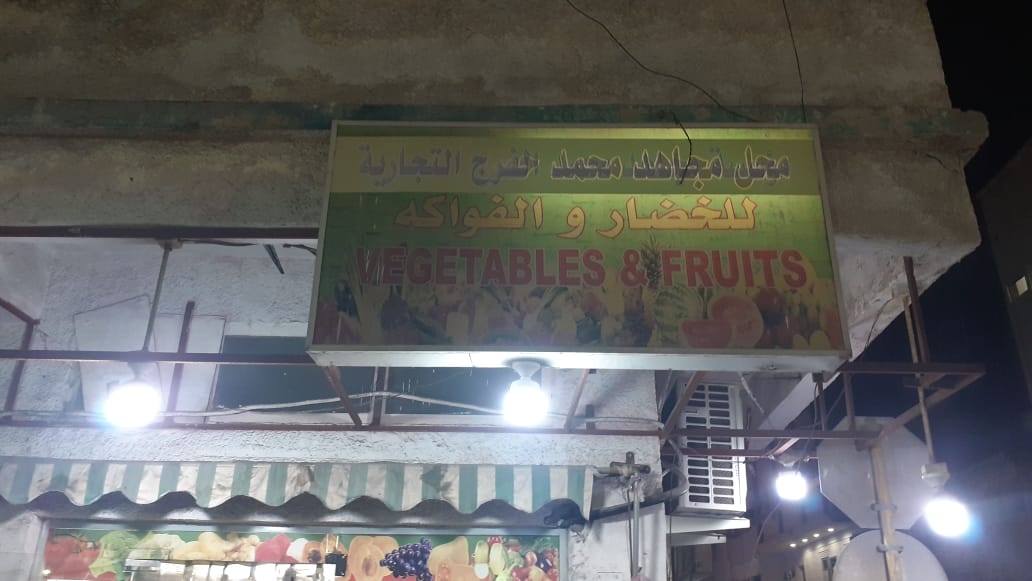 محل مجاهد محمد الفرج التجارية
للخضار و الفواكه
VEGETABLES & FRUITS